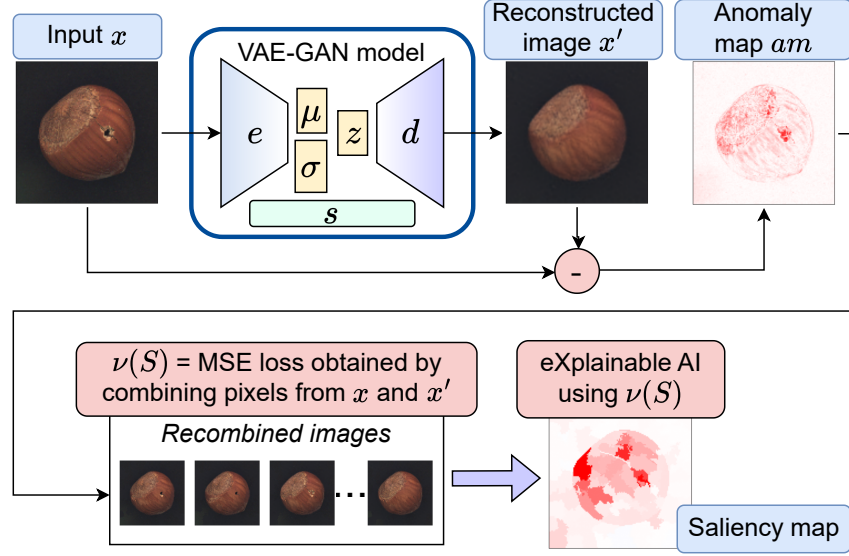 Input x
VAE-GAN model
Reconstructed
image x′
Anomaly
map am
e
μ
σ
z
d
s
-
ν(S) = MSE loss obtained by
combining pixels from x and x′
Recombined images
...
eXplainable AI
using ν(S)
Saliency map